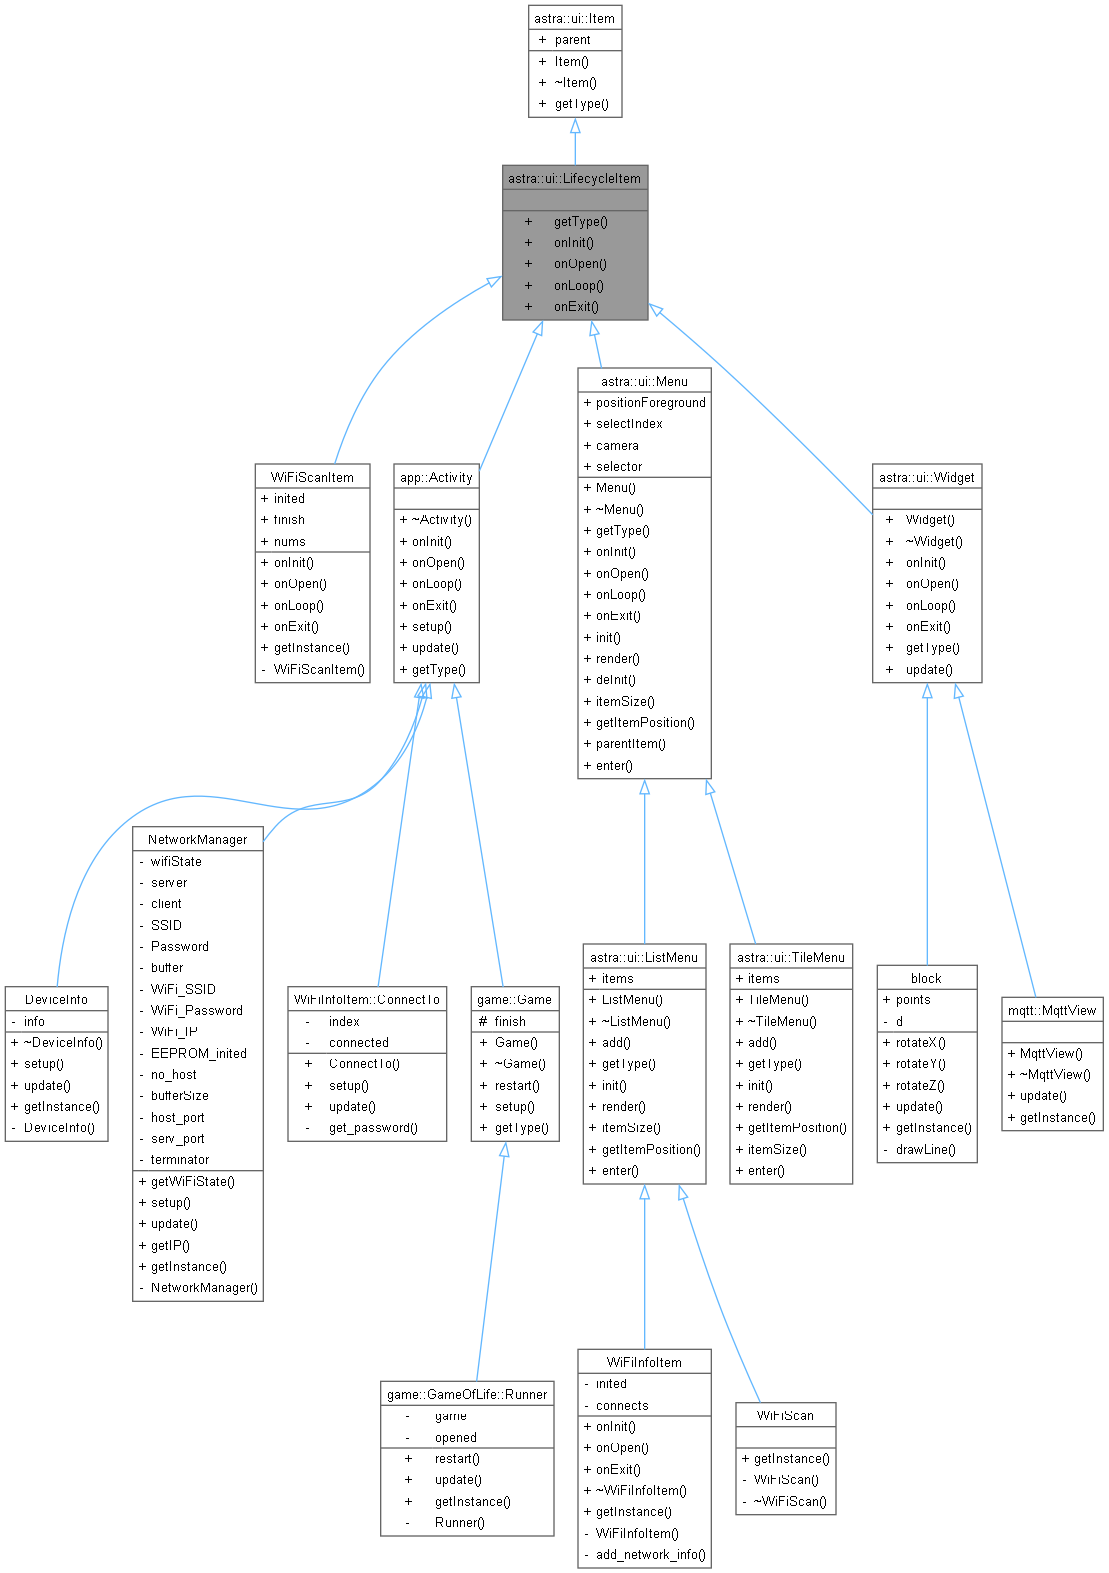 astra::ui::Item
+ parent
+ Item()
+ ~Item()
+ getType()
astra::ui::LifecycleItem
+ getType()
+ onInit()
+ onOpen()
+ onLoop()
+ onExit()
WiFiScanItem
+ inited
+ finish
+ nums
+ onInit()
+ onOpen()
+ onLoop()
+ onExit()
+ getInstance()
- WiFiScanItem()
app::Activity
+ ~Activity()
+ onInit()
+ onOpen()
+ onLoop()
+ onExit()
+ setup()
+ update()
+ getType()
astra::ui::Menu
+ positionForeground
+ selectIndex
+ camera
+ selector
+ Menu()
+ ~Menu()
+ getType()
+ onInit()
+ onOpen()
+ onLoop()
+ onExit()
+ init()
+ render()
+ deInit()
+ itemSize()
+ getItemPosition()
+ parentItem()
+ enter()
astra::ui::Widget
+ Widget()
+ ~Widget()
+ onInit()
+ onOpen()
+ onLoop()
+ onExit()
+ getType()
+ update()
DeviceInfo
- info
+ ~DeviceInfo()
+ setup()
+ update()
+ getInstance()
- DeviceInfo()
NetworkManager
- wifiState
- server
- client
- SSID
- Password
- buffer
- WiFi_SSID
- WiFi_Password
- WiFi_IP
- EEPROM_inited
- no_host
- bufferSize
- host_port
- serv_port
- terminator
+ getWiFiState()
+ setup()
+ update()
+ getIP()
+ getInstance()
- NetworkManager()
WiFiInfoItem::ConnectTo
- index
- connected
+ ConnectTo()
+ setup()
+ update()
- get_password()
game::Game
# finish
+ Game()
+ ~Game()
+ restart()
+ setup()
+ getType()
astra::ui::ListMenu
+ items
+ ListMenu()
+ ~ListMenu()
+ add()
+ getType()
+ init()
+ render()
+ itemSize()
+ getItemPosition()
+ enter()
astra::ui::TileMenu
+ items
+ TileMenu()
+ ~TileMenu()
+ add()
+ getType()
+ init()
+ render()
+ getItemPosition()
+ itemSize()
+ enter()
block
+ points
- d
+ rotateX()
+ rotateY()
+ rotateZ()
+ update()
+ getInstance()
- drawLine()
mqtt::MqttView
+ MqttView()
+ ~MqttView()
+ update()
+ getInstance()
game::GameOfLife::Runner
- game
- opened
+ restart()
+ update()
+ getInstance()
- Runner()
WiFiInfoItem
- inited
- connects
+ onInit()
+ onOpen()
+ onExit()
+ ~WiFiInfoItem()
+ getInstance()
- WiFiInfoItem()
- add_network_info()
WiFiScan
+ getInstance()
- WiFiScan()
- ~WiFiScan()